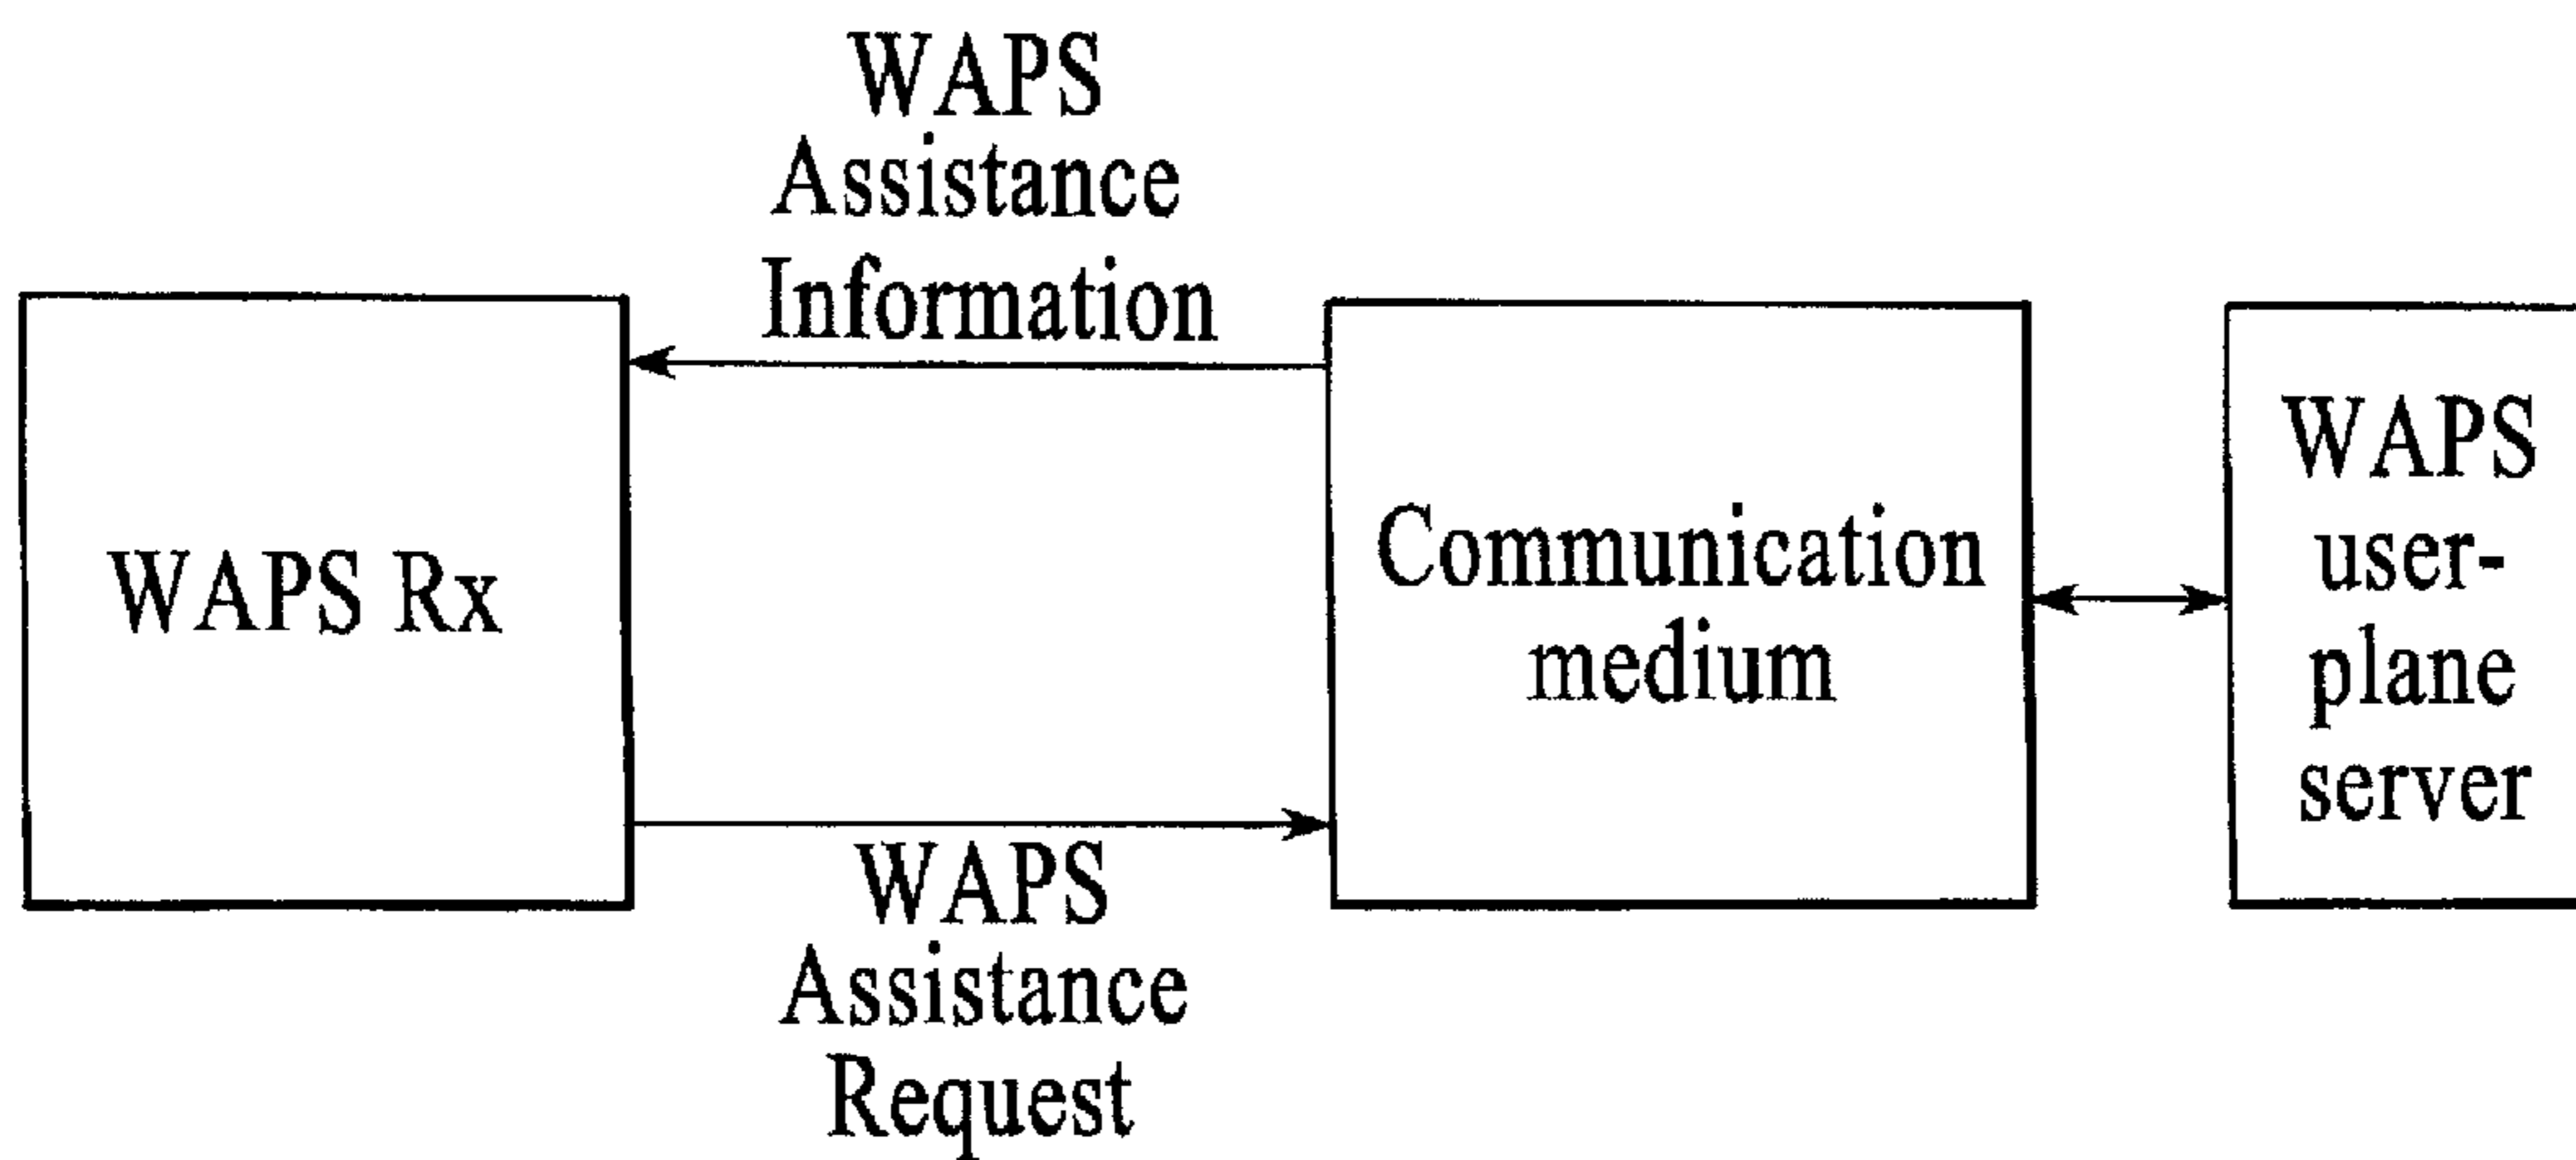 WAPS
Assistance
Information
WAPS Rx
Communication
medium
WAPS
user-
plane
server
WAPS
Assistance
Request